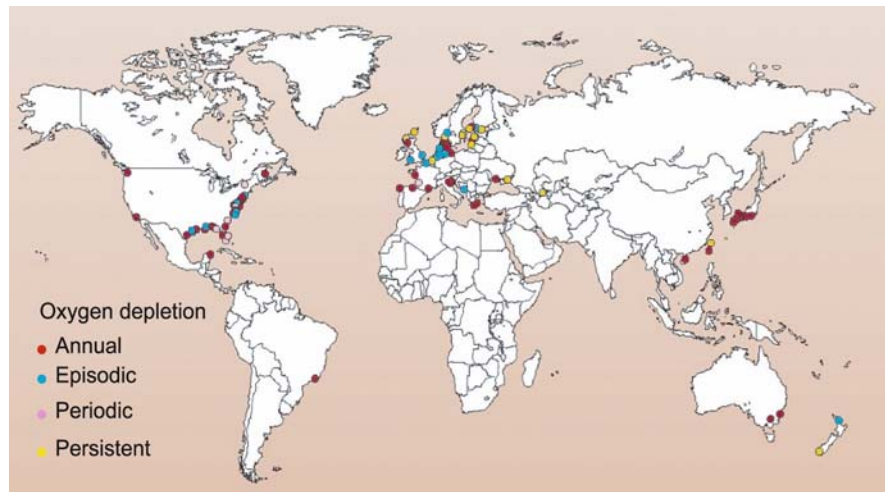 Oxygen depletion
Annual
Episodic
Periodic
Persistent